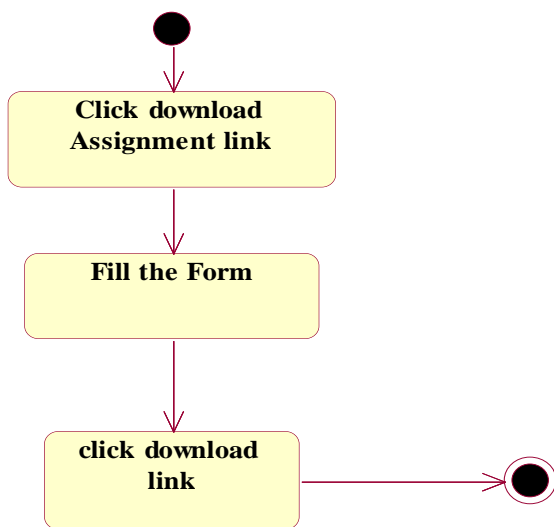 Click download
Assignment link
Fill the Form
click download
link